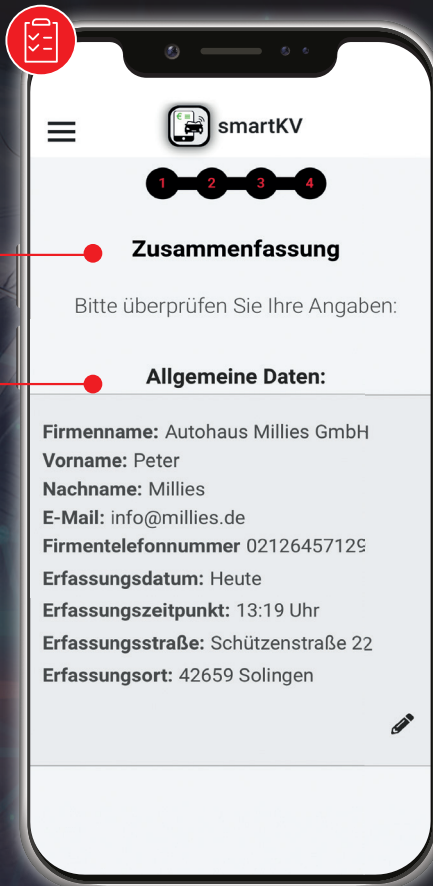 smartKV
1 2 3 4
Zusammenfassung
Bitte überprüfen Sie Ihre Angaben:
Allgemeine Daten:
Firmenname: Autohaus Millies GmbH
Vorname: Peter
Nachname: Millies
E-Mail: info@millies.de
Firmentelefonnummer 02126457129
Erfassungsdatum: Heute
Erfassungszeitpunkt: 13:19 Uhr
Erfassungsstraße: Schützenstraße 22
Erfassungsort: 42659 Solingen